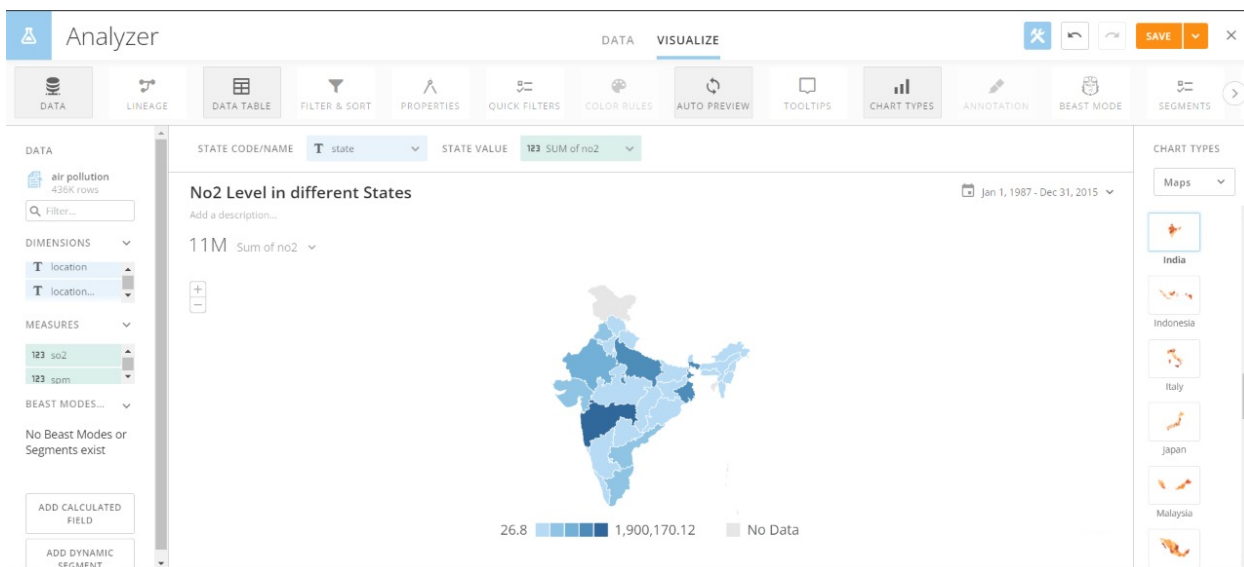 Analyzer
DATA VISUALIZE
SAVE
DATA LINEAGE DATA TABLE FILTER & SORT PROPERTIES QUICK FILTERS COLOR RULES AUTO PREVIEW TOOLTIPS CHART TYPES ANNOTATION BEAST MODE SEGMENTS
DATA
air pollution
436K rows
Filter...
DIMENSIONS
T location
T location...
MEASURES
123 so2
123 spm
BEAST MODES...
No Beast Modes or
Segments exist
ADD CALCULATED
FIELD
ADD DYNAMIC
SEGMENT
STATE CODE/NAME T state STATE VALUE 123 SUM of no2
No2 Level in different States
Jan 1, 1987 - Dec 31, 2015
Add a description...
11M Sum of no2
+
−
26.8 1,900,170.12 No Data
CHART TYPES
Maps
India
Indonesia
Italy
Japan
Malaysia